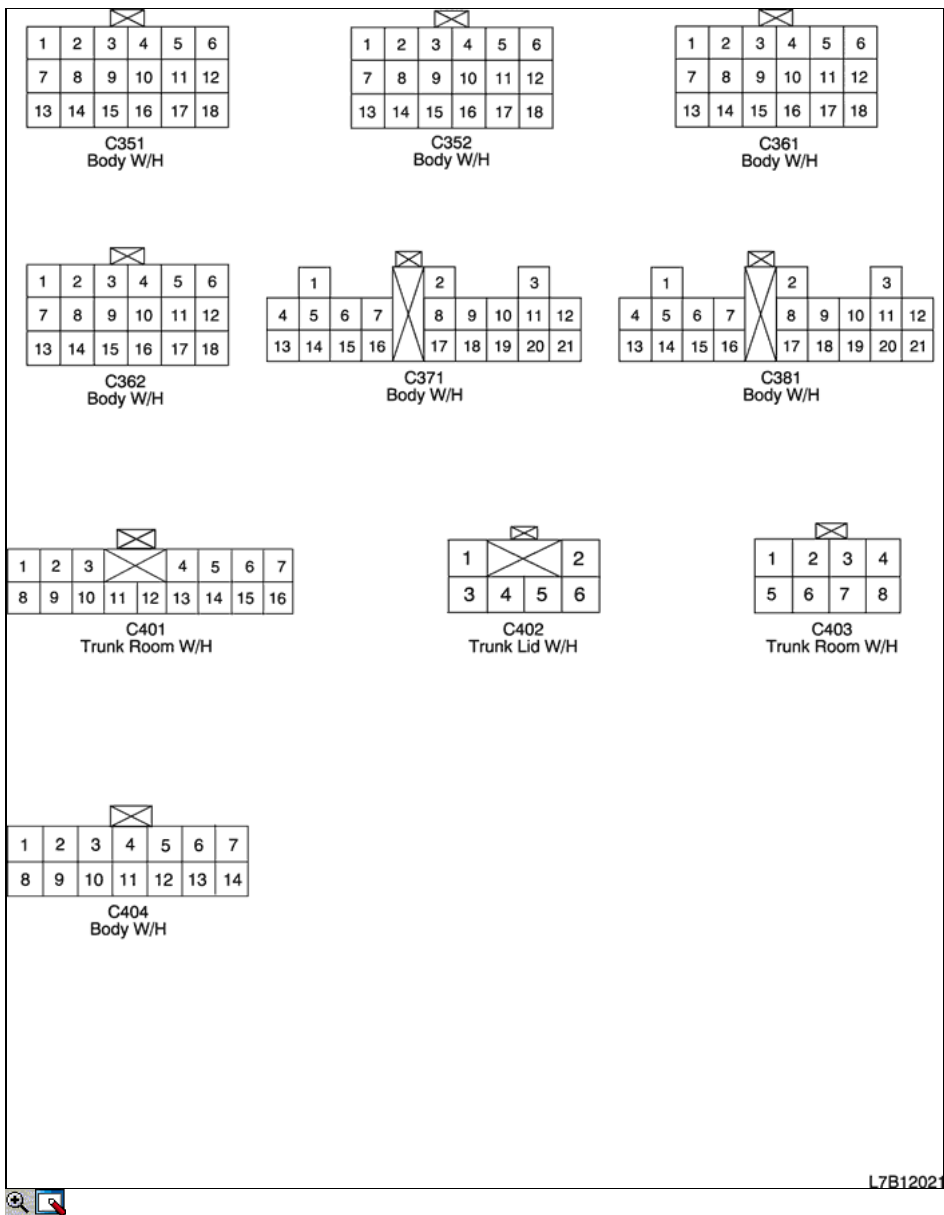 1 2 3 4 5 6
7 8 9 10 11 12
13 14 15 16 17 18
C351
Body W/H
1 2 3 4 5 6
7 8 9 10 11 12
13 14 15 16 17 18
C352
Body W/H
1 2 3 4 5 6
7 8 9 10 11 12
13 14 15 16 17 18
C361
Body W/H
1 2 3 4 5 6
7 8 9 10 11 12
13 14 15 16 17 18
C362
Body W/H
1 2 3
4 5 6 7 8 9 10 11 12
13 14 15 16 17 18 19 20 21
C371
Body W/H
1 2 3
4 5 6 7 8 9 10 11 12
13 14 15 16 17 18 19 20 21
C381
Body W/H
1 2 3 4 5 6 7
8 9 10 11 12 13 14 15 16
C401
Trunk Room W/H
1 2
3 4 5 6
C402
Trunk Lid W/H
1 2 3 4
5 6 7 8
C403
Trunk Room W/H
1 2 3 4 5 6 7
8 9 10 11 12 13 14
C404
Body W/H
L7B12021